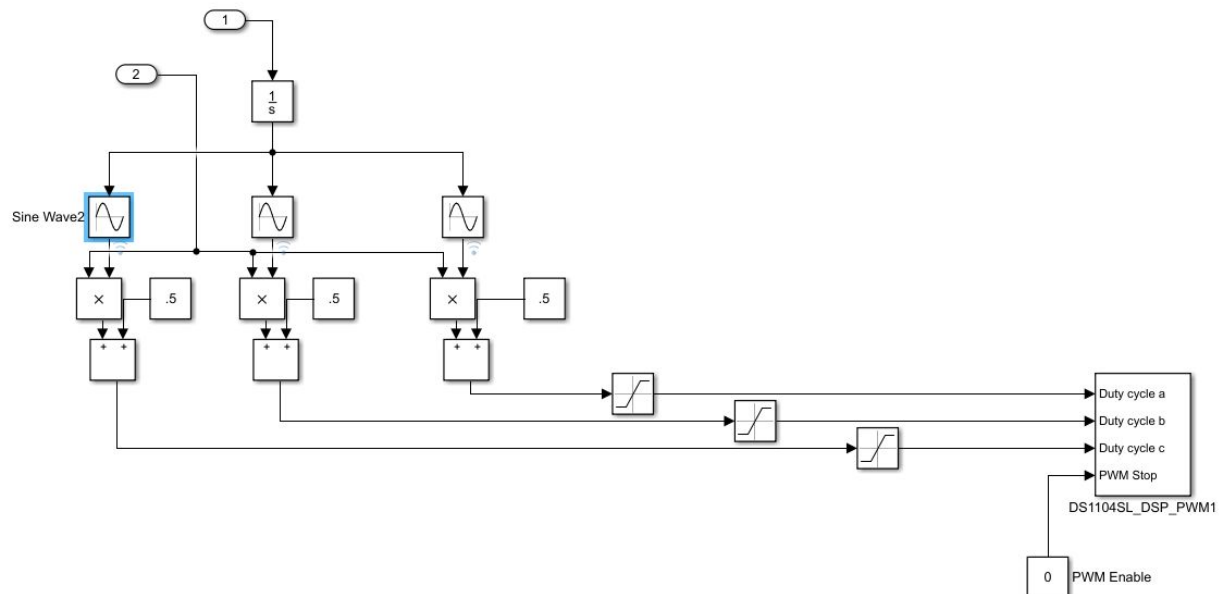 1
2
1
s
Sine Wave2
×
.5
×
.5
×
.5
+ +
+ +
+ +
Duty cycle a
Duty cycle b
Duty cycle c
PWM Stop
DS1104SL_DSP_PWM1
0
PWM Enable